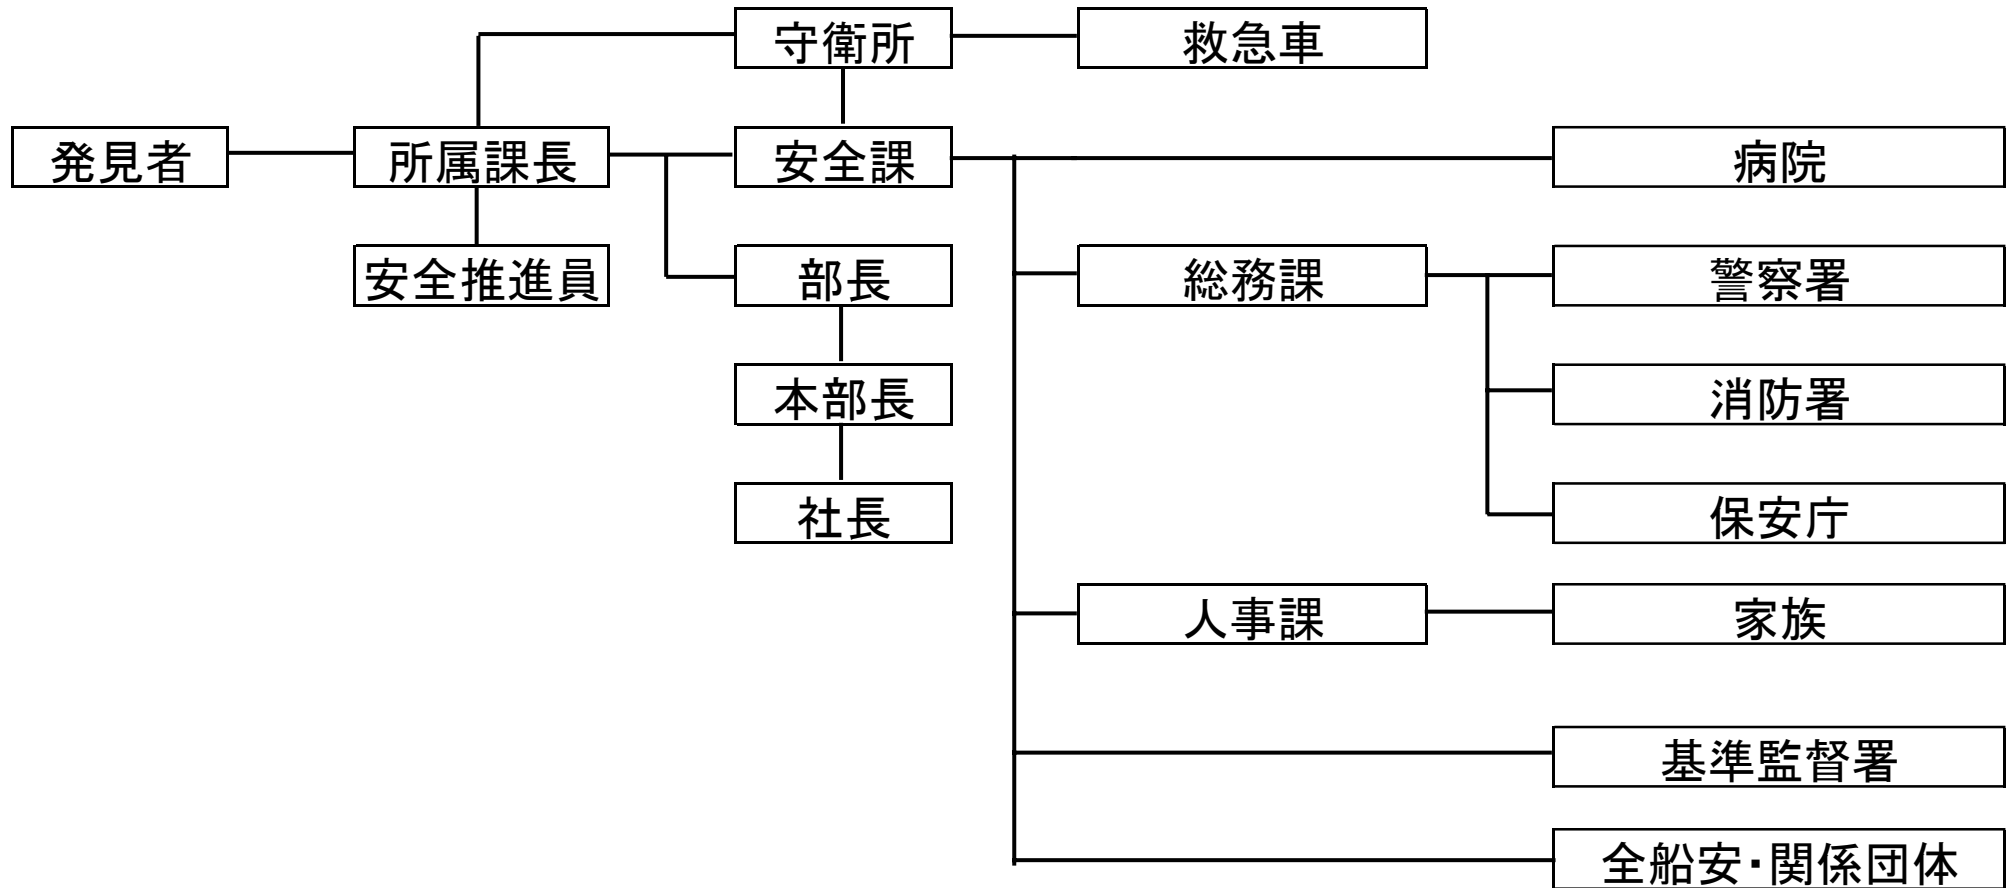 守衛所
救急車
発見者
所属課長
安全課
病院
安全推進員
部長
総務課
警察署
本部長
消防署
社長
保安庁
人事課
家族
基準監督署
全船安・関係団体